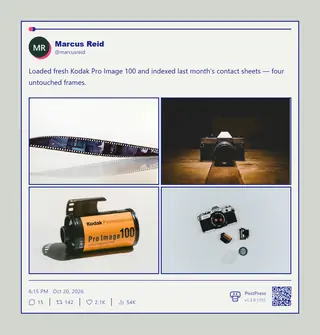 MR
Marcus Reid
@marcusreid
Loaded fresh Kodak Pro Image 100 and indexed last month's contact sheets — four
untouched frames.
Kodak Professional
Pro Image 100
6:15 PM Oct 20, 2026
15 142 2.1K 54K
PostPress